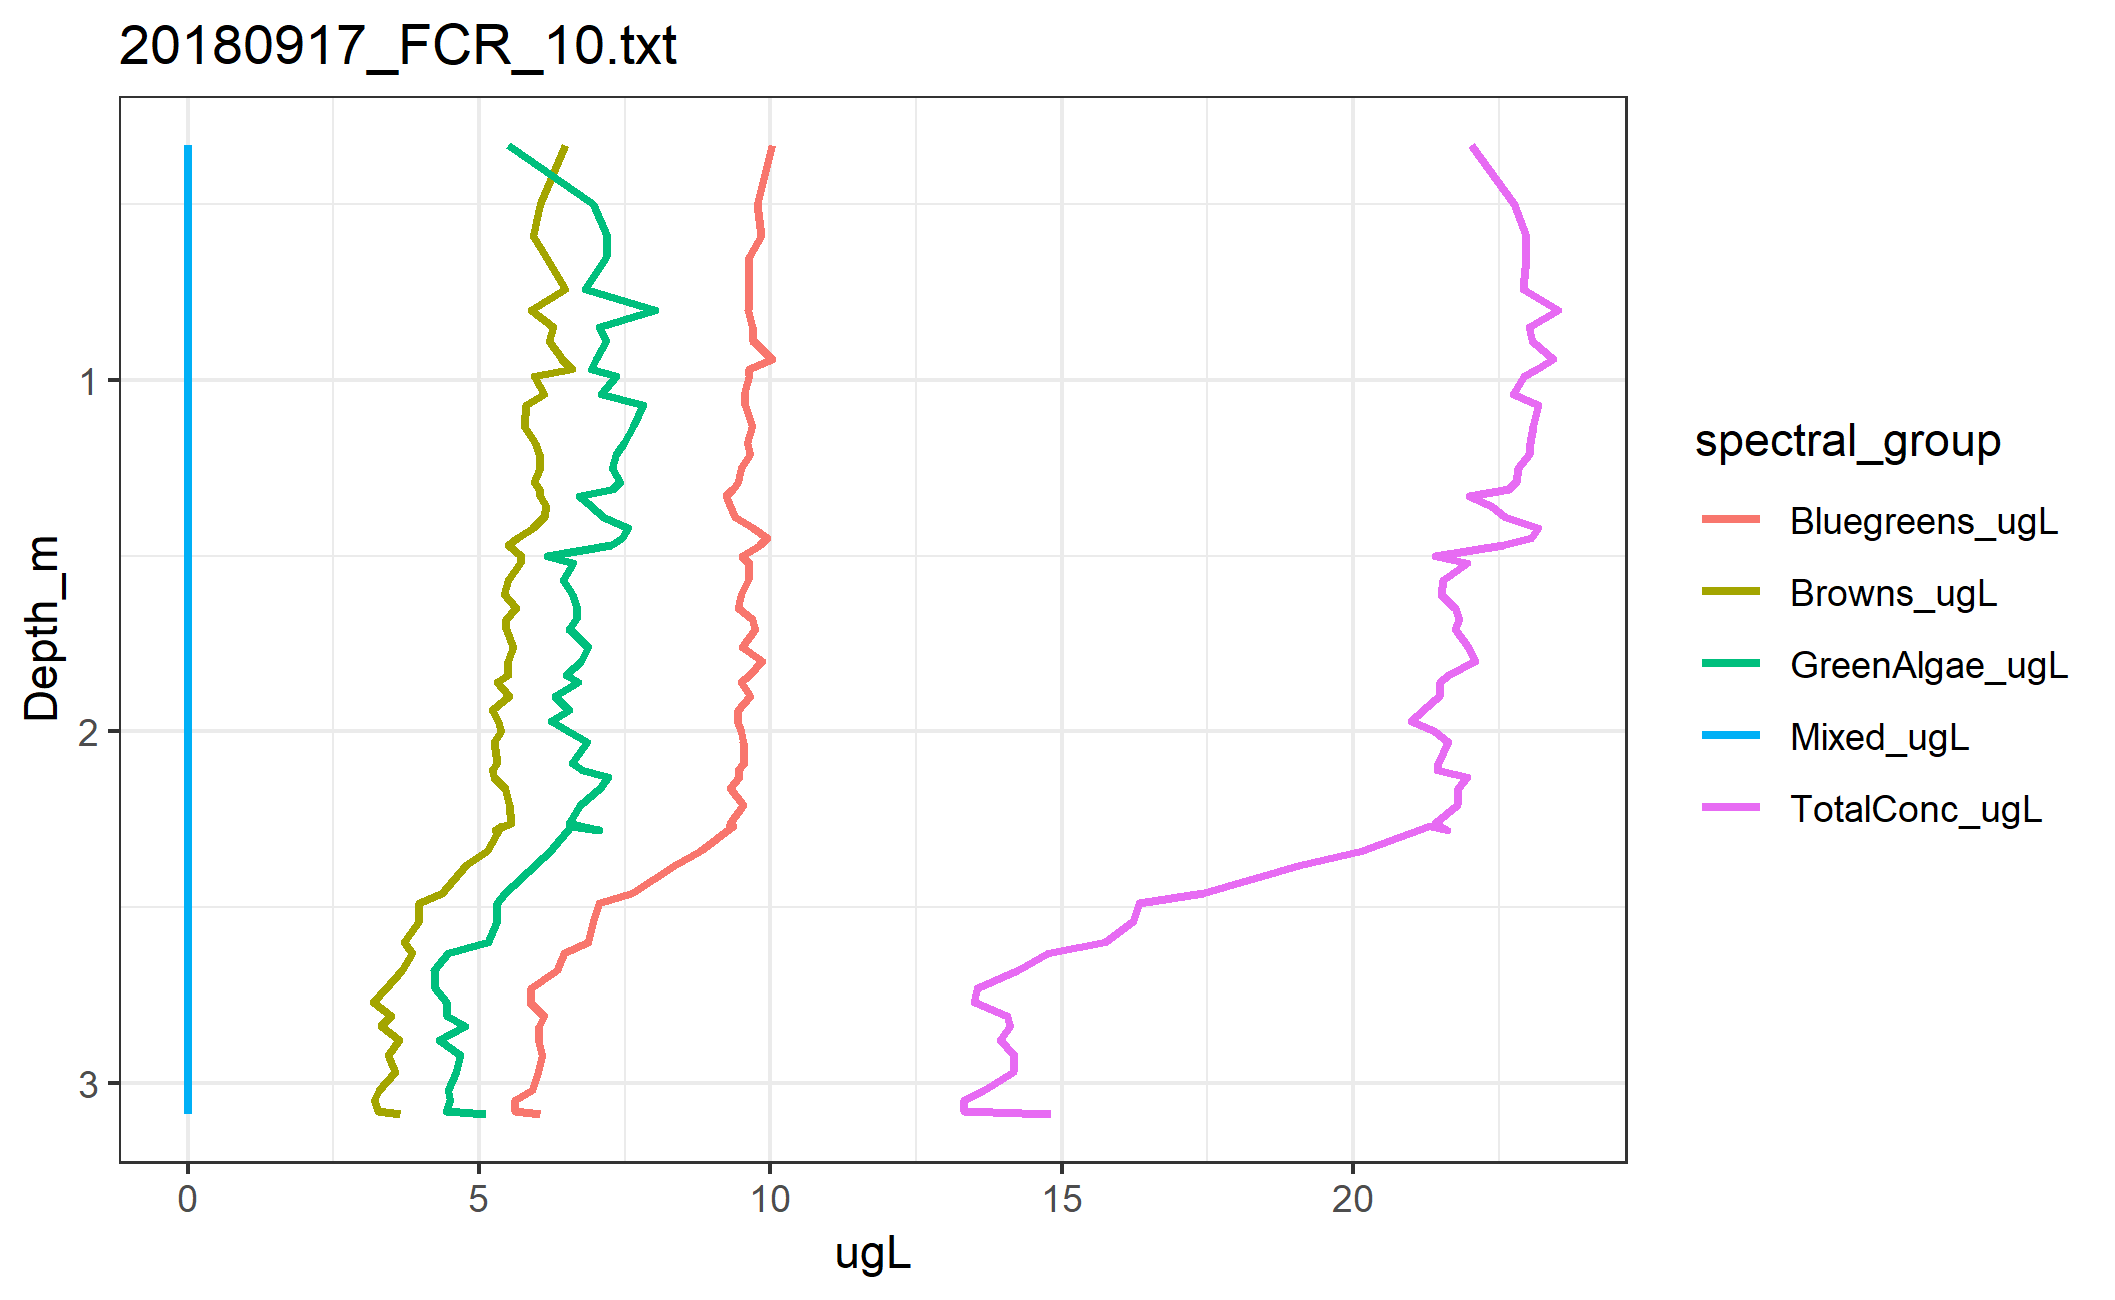 20180917_FCR_10.txt
Depth_m
1
2
3
0 5 10 15 20
ugL
spectral_group
Bluegreens_ugL
Browns_ugL
GreenAlgae_ugL
Mixed_ugL
TotalConc_ugL